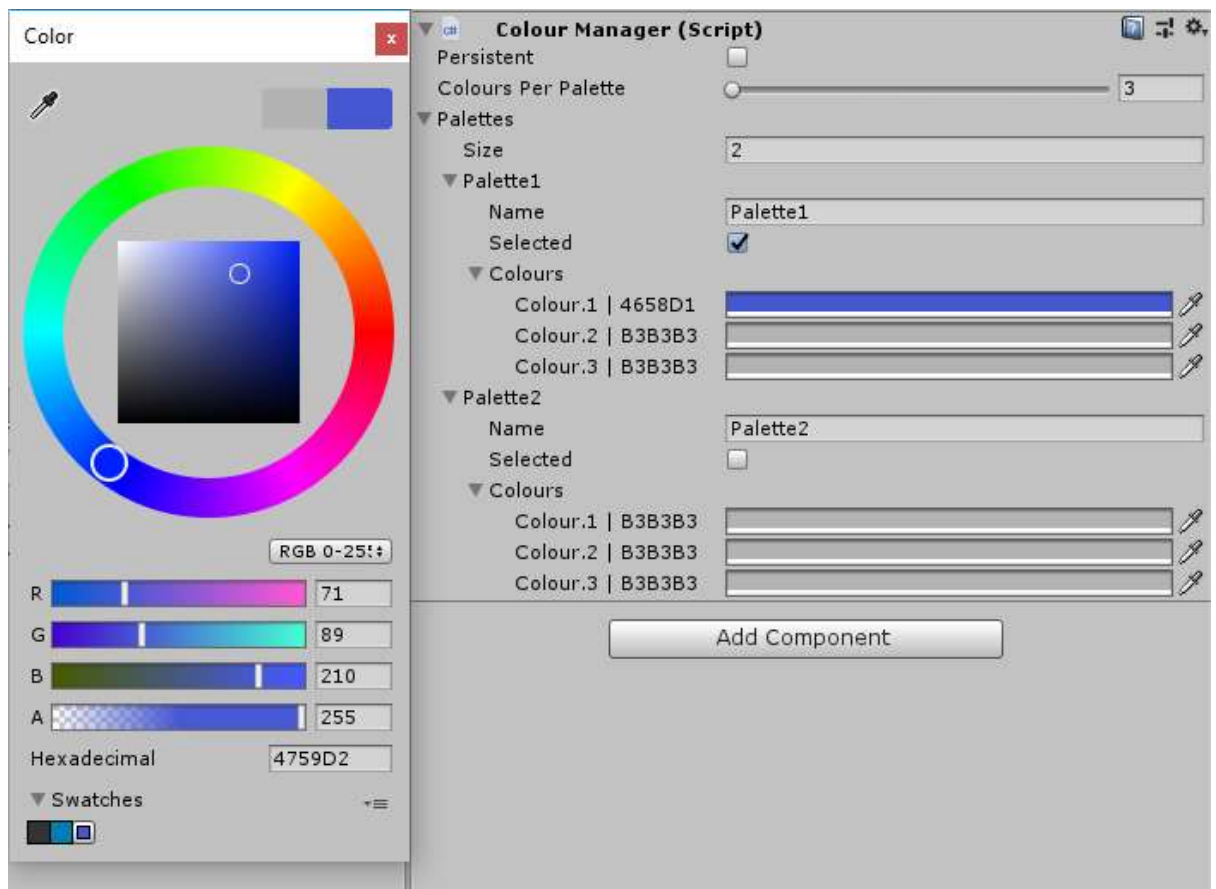 Color
x
RGB 0-25
R 71
G 89
B 210
A 255
Hexadecimal 4759D2
Swatches
c# Colour Manager (Script)
Persistent
Colours Per Palette 3
Palettes
Size 2
Palette1
Name Palette1
Selected
Colours
Colour.1 | 4658D1
Colour.2 | B3B3B3
Colour.3 | B3B3B3
Palette2
Name Palette2
Selected
Colours
Colour.1 | B3B3B3
Colour.2 | B3B3B3
Colour.3 | B3B3B3
Add Component